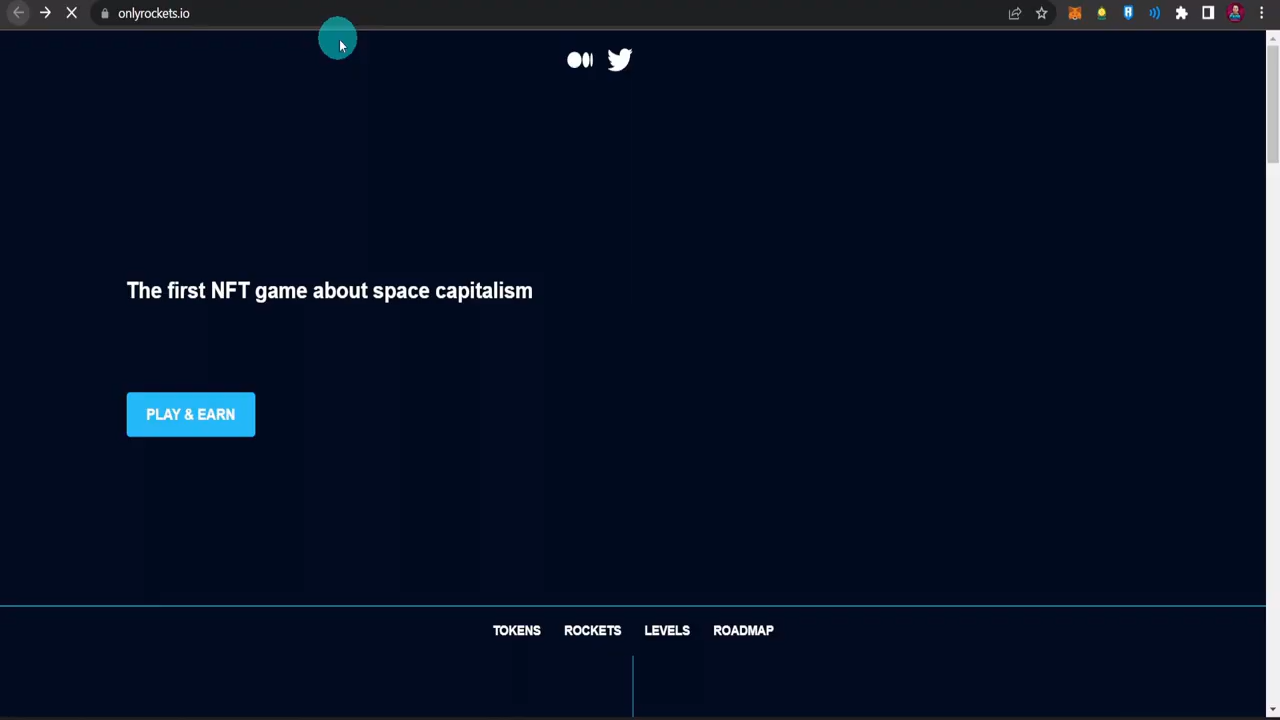 onlyrockets.io
The first NFT game about space capitalism
PLAY & EARN
TOKENS ROCKETS LEVELS ROADMAP